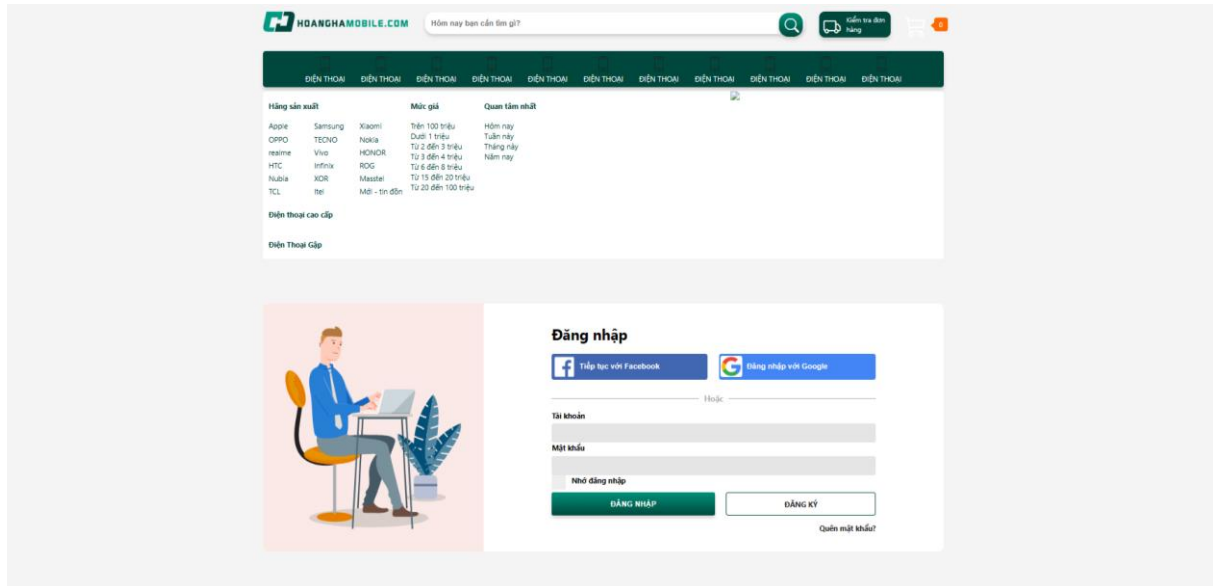 HOANGHAMOBILE.COM
Hôm nay bạn cần tìm gì?
Kiểm tra đơn
hàng
0
ĐIỆN THOẠI ĐIỆN THOẠI ĐIỆN THOẠI ĐIỆN THOẠI ĐIỆN THOẠI ĐIỆN THOẠI ĐIỆN THOẠI ĐIỆN THOẠI ĐIỆN THOẠI ĐIỆN THOẠI ĐIỆN THOẠI
Hãng sản xuất
Apple Samsung Xiaomi
OPPO TECNO Nokia
realme Vivo HONOR
HTC Infinix ROG
Nubia XOR Masstel
TCL Itel Mới - tin đồn
Mức giá
Trên 100 triệu
Dưới 1 triệu
Từ 2 đến 3 triệu
Từ 3 đến 4 triệu
Từ 6 đến 8 triệu
Từ 15 đến 20 triệu
Từ 20 đến 100 triệu
Quan tâm nhất
Hôm nay
Tuần này
Tháng này
Năm nay
Điện thoại cao cấp
Điện Thoại Gập
Đăng nhập
Tiếp tục với Facebook
Đăng nhập với Google
Hoặc
Tài khoản
Mật khẩu
Nhớ đăng nhập
ĐĂNG NHẬP
ĐĂNG KÝ
Quên mật khẩu?